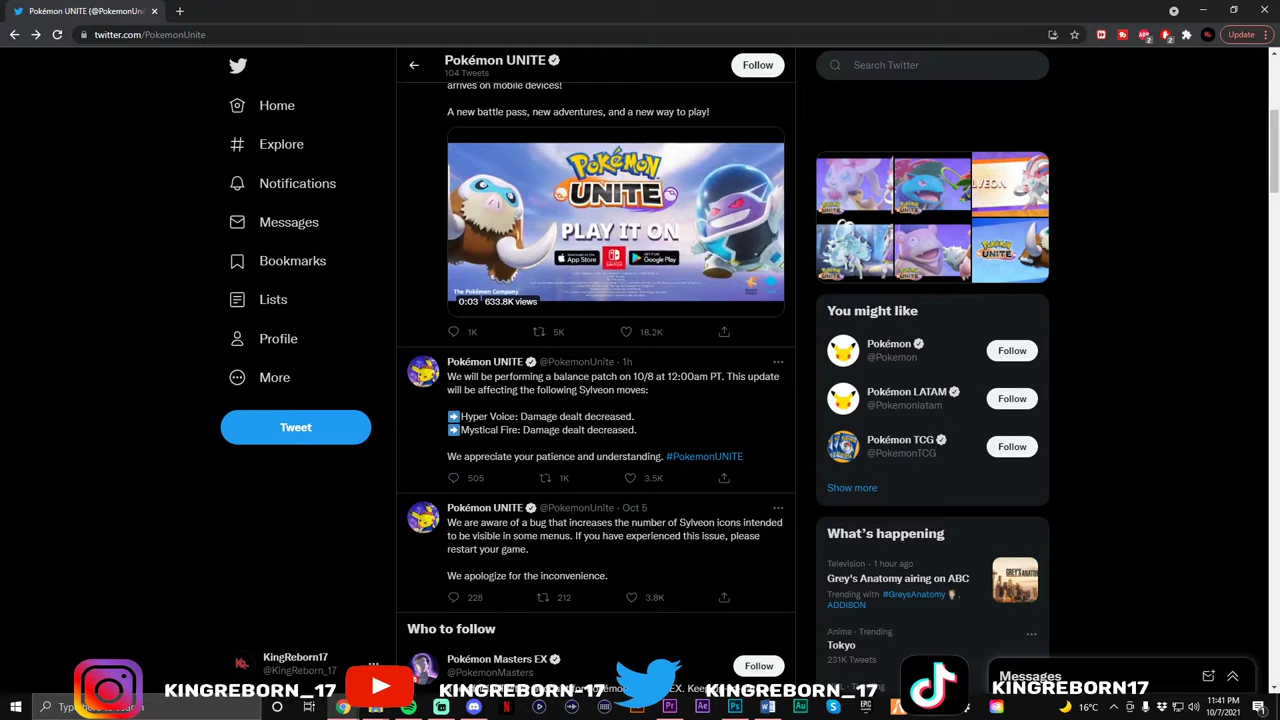 Pokémon UNITE (@PokemonUni
twitter.com/PokemonUnite
Update
Home
Explore
Notifications
Messages
Bookmarks
Lists
Profile
More
Tweet
KingReborn17
@KingReborn_17
Pokémon UNITE
104 Tweets
Follow
arrives on mobile devices!
A new battle pass, new adventures, and a new way to play!
POKéMON
UNITE
PLAY IT ON
App Store
Google Play
The Pokémon Company
0:03 633.8K views
1K 5K 18.2K
Pokémon UNITE @PokemonUnite · 1h
We will be performing a balance patch on 10/8 at 12:00am PT. This update
will be affecting the following Sylveon moves:
➡Hyper Voice: Damage dealt decreased.
➡Mystical Fire: Damage dealt decreased.
We appreciate your patience and understanding. #PokemonUNITE
505 1K 3.5K
Pokémon UNITE @PokemonUnite · Oct 5
We are aware of a bug that increases the number of Sylveon icons intended
to be visible in some menus. If you have experienced this issue, please
restart your game.
We apologize for the inconvenience.
228 212 3.8K
Who to follow
Pokémon Masters EX
@PokemonMasters
Follow
Search Twitter
You might like
Pokémon
@Pokemon
Follow
Pokémon LATAM
@Pokemonlatam
Follow
Pokémon TCG
@PokemonTCG
Follow
Show more
What's happening
Television · 1 hour ago
Grey's Anatomy airing on ABC
Trending with #GreysAnatomy,
ADDISON
Anime · Trending
Tokyo
231K Tweets
Messages
KINGREBORN_17
KINGREBORN_17
KINGREBORN_17
KINGREBORN17
16°C
11:41 PM
10/7/2021